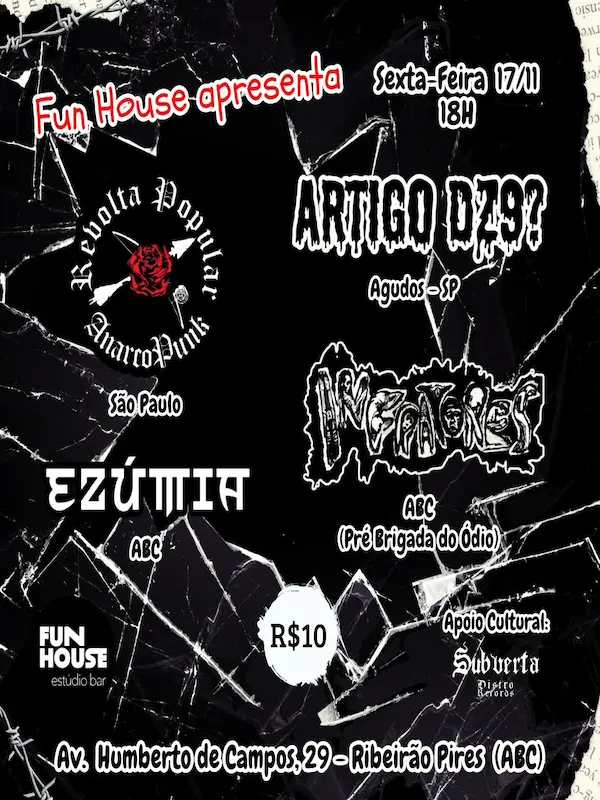 Fun House apresenta
Sexta-Feira 17/11
18H
Revolta Popular
AnarcoPunk
São Paulo
ARTIGO DZ9?
Agudos - SP
EZÚMIA
ABC
ABC
(Pré Brigada do Ódio)
FUN
HOUSE
estúdio bar
R$10
Apoio Cultural:
Subverta
Distro
Records
Av. Humberto de Campos, 29 - Ribeirão Pires (ABC)